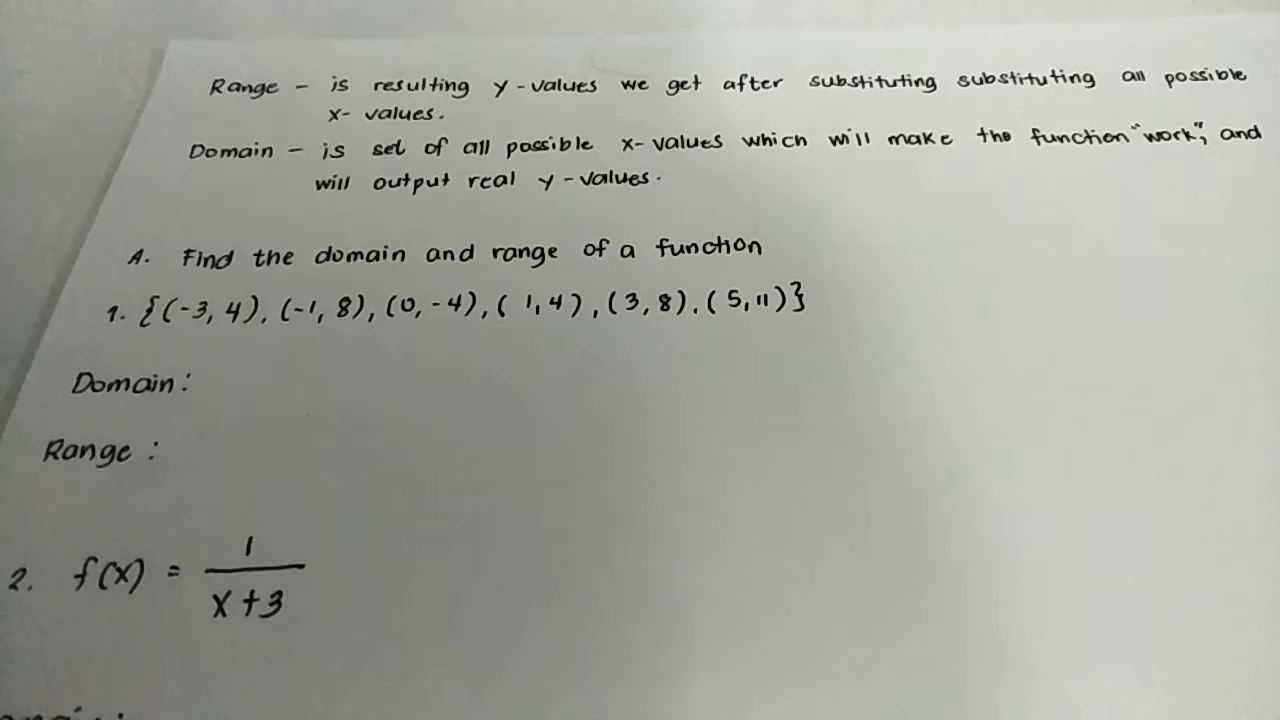 Range - is resulting y-values we get after substituting substituting all possible
x- values.
Domain - is set of all possible x-values which will make the function "work", and
will output real y-values.
A. Find the domain and range of a function
1. {(-3, 4), (-1, 8), (0, -4), (1, 4), (3, 8), (5, 11)}
Domain:
Range:
2. f(x) = 1/(x+3)